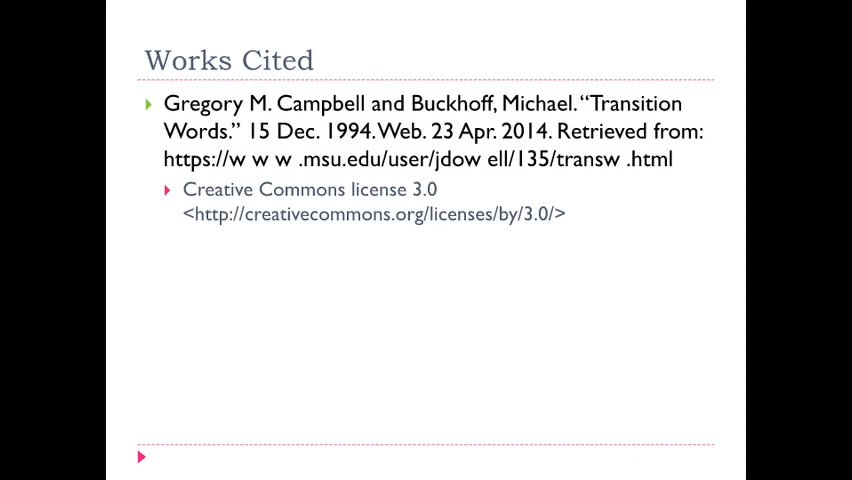 Works Cited
Gregory M. Campbell and Buckhoff, Michael. “Transition
Words.” 15 Dec. 1994. Web. 23 Apr. 2014. Retrieved from:
https://w w w .msu.edu/user/jdow ell/135/transw .html
Creative Commons license 3.0
<http://creativecommons.org/licenses/by/3.0/>